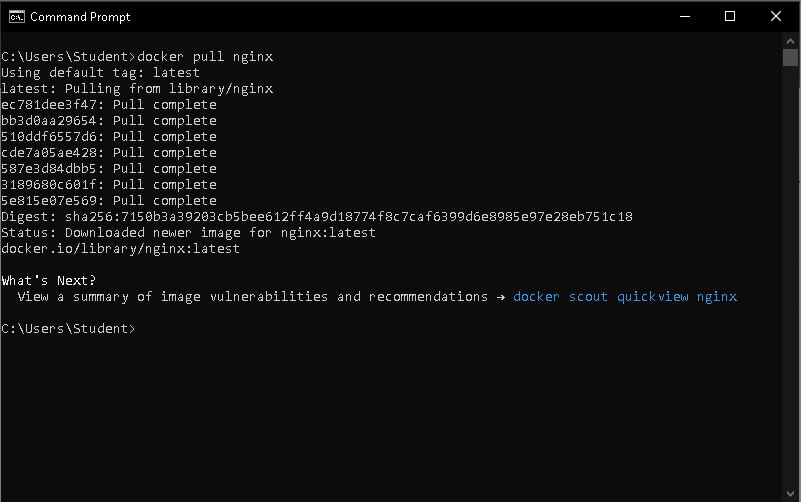 Command Prompt
C:\Users\Student>docker pull nginx
Using default tag: latest
latest: Pulling from library/nginx
ec781dee3f47: Pull complete
bb3d0aa29654: Pull complete
510ddf6557d6: Pull complete
cde7a05ae428: Pull complete
587e3d84dbb5: Pull complete
3189680c601f: Pull complete
5e815e07e569: Pull complete
Digest: sha256:7150b3a39203cb5bee612ff4a9d18774f8c7caf6399d6e8985e97e28eb751c18
Status: Downloaded newer image for nginx:latest
docker.io/library/nginx:latest
What's Next?
View a summary of image vulnerabilities and recommendations → docker scout quickview nginx
C:\Users\Student>